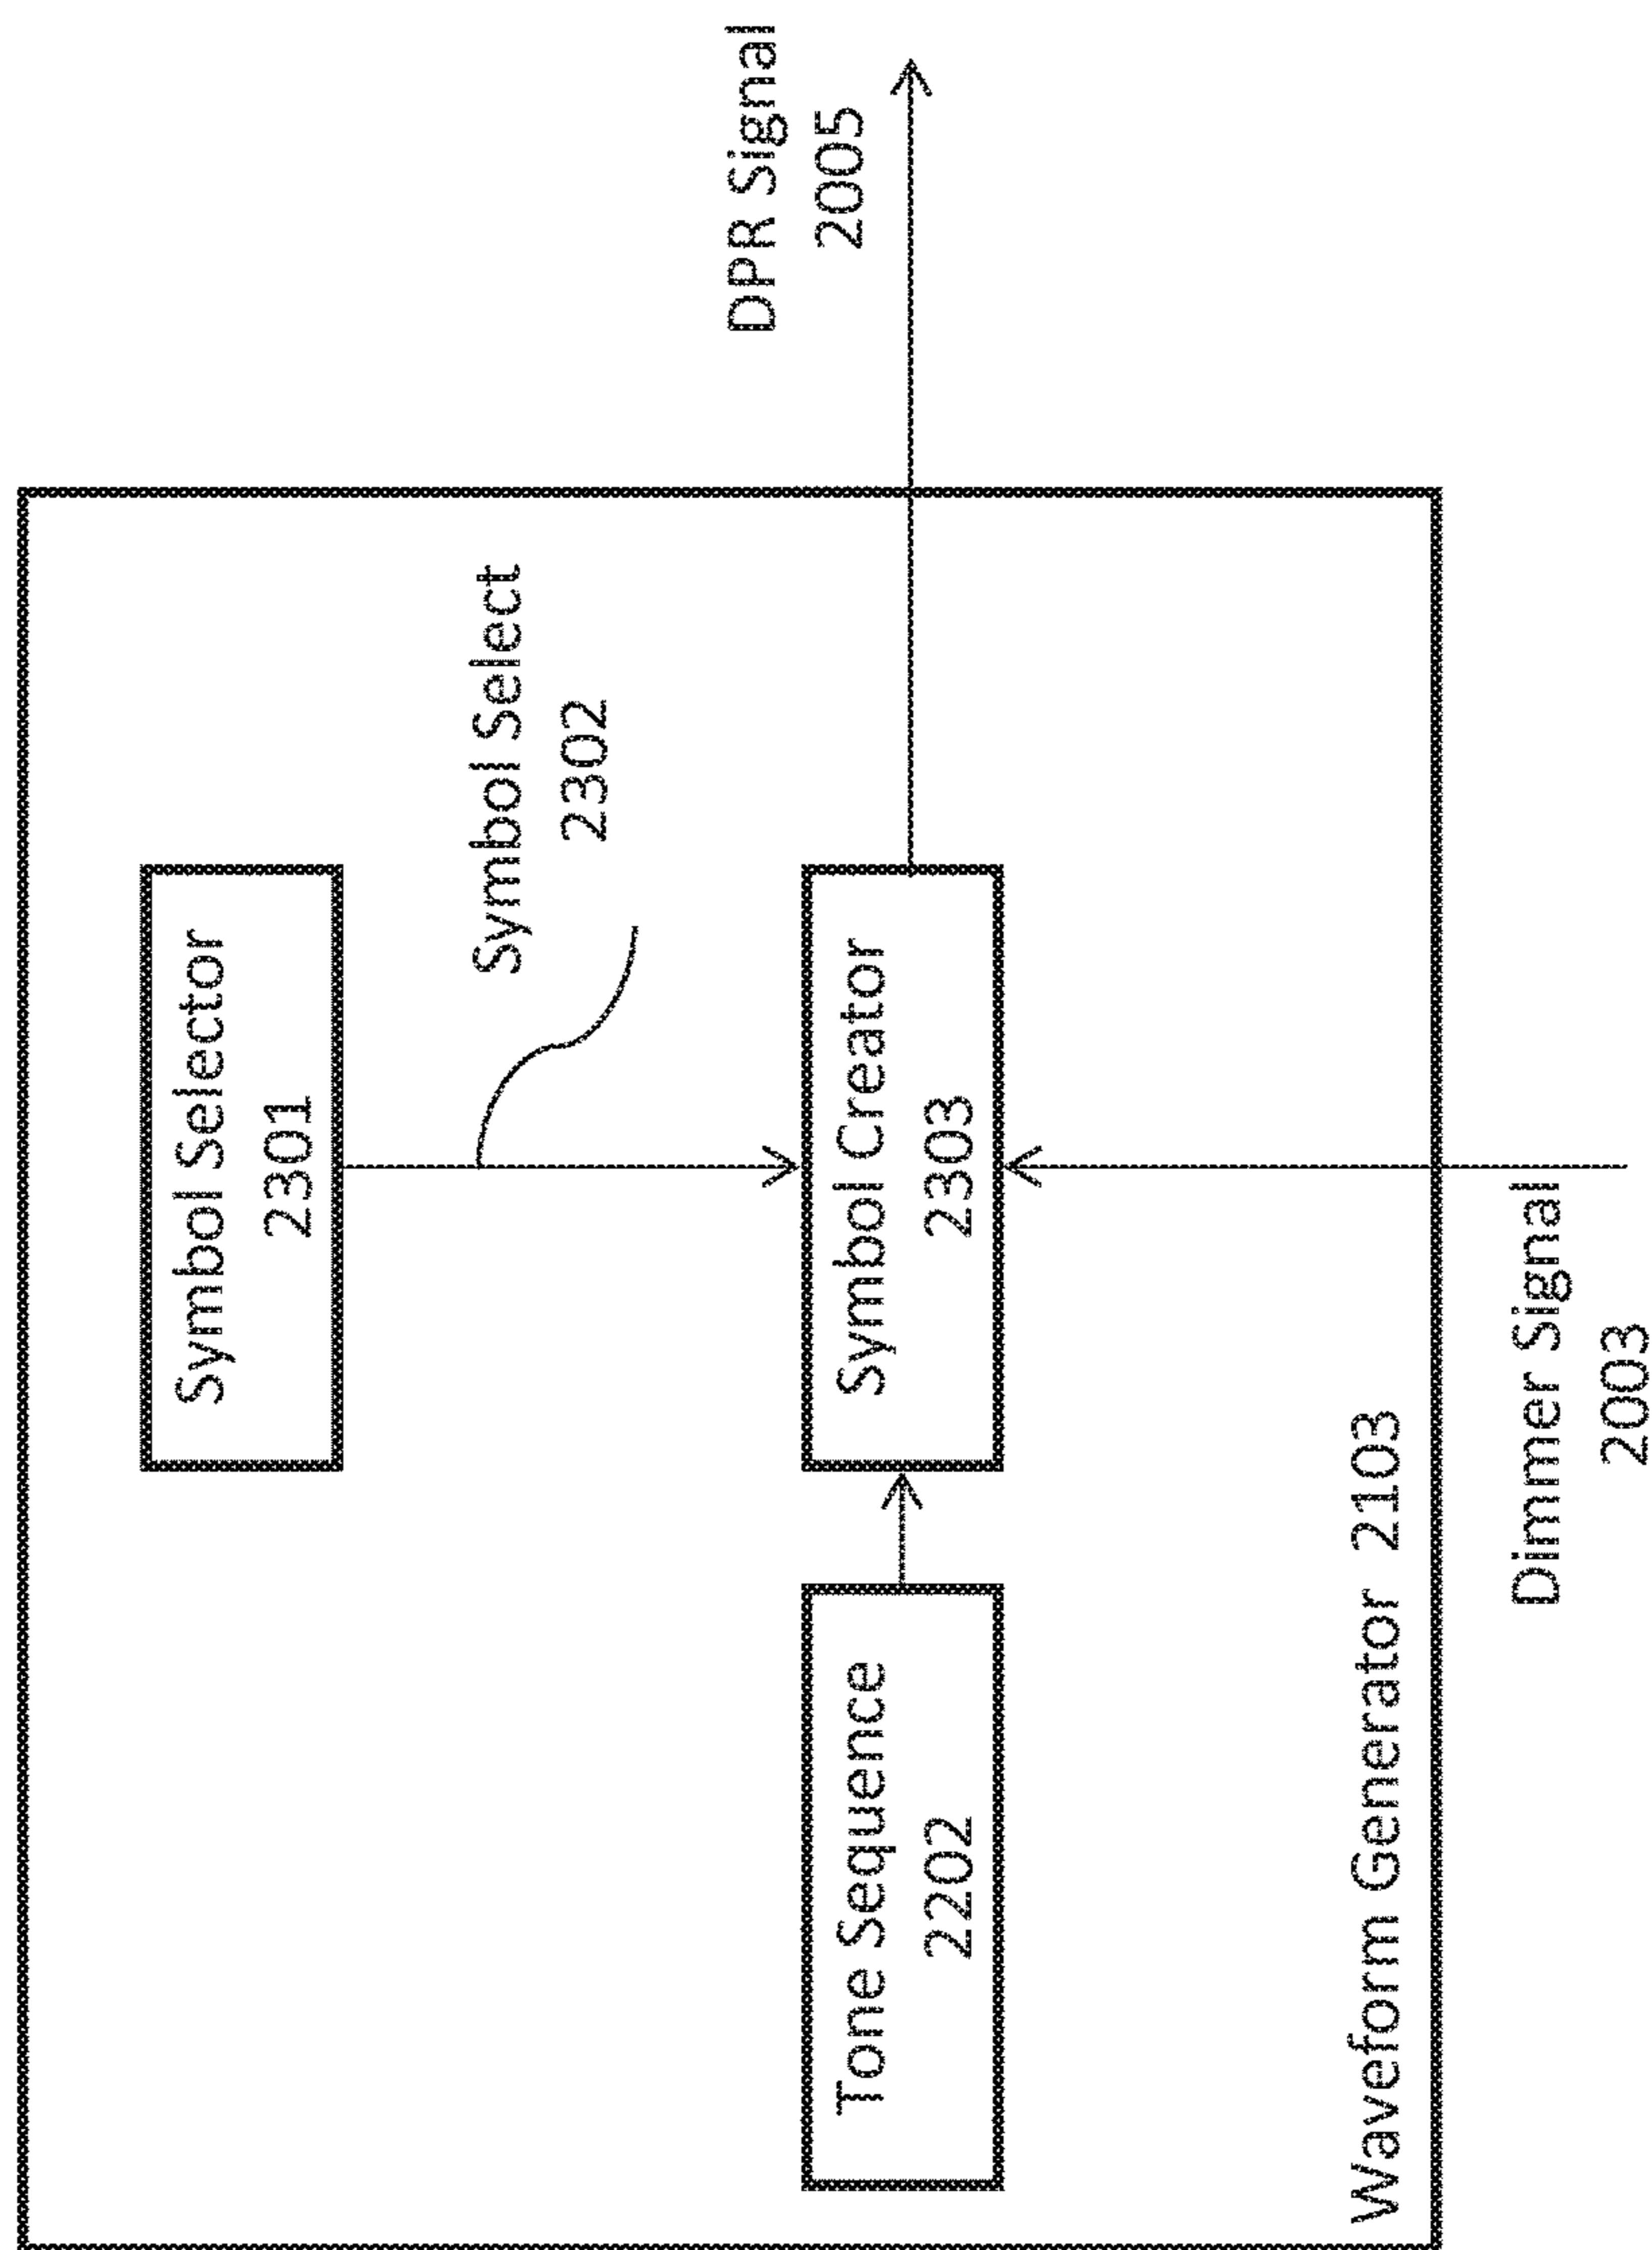 Symbol Selector
2301
Symbol Select
2302
DPR Signal
2005
Tone Sequence
2202
Symbol Creator
2303
Waveform Generator 2103
Dimmer Signal
2003